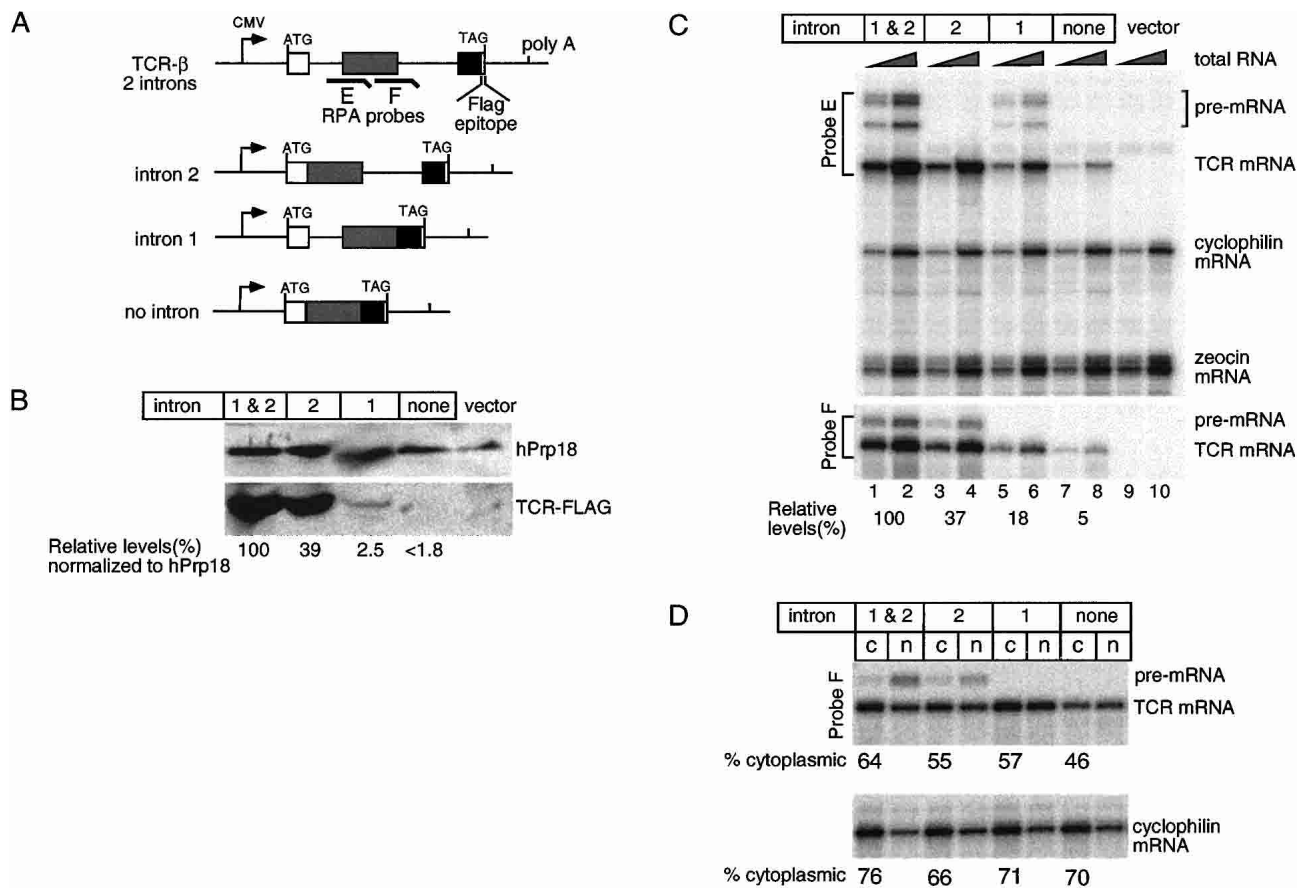 A
CMV
ATG
TAG
poly A
TCR-β
2 introns
E
F
RPA probes
Flag
epitope
ATG
TAG
intron 2
ATG
TAG
intron 1
ATG
TAG
no intron
B
intron 1 & 2 2 1 none vector
hPrp18
TCR-FLAG
Relative levels(%) 100 39 2.5 <1.8
normalized to hPrp18
C
intron 1 & 2 2 1 none vector
total RNA
Probe E
pre-mRNA
TCR mRNA
cyclophilin
mRNA
zeocin
mRNA
Probe F
pre-mRNA
TCR mRNA
1 2 3 4 5 6 7 8 9 10
Relative
levels(%) 100 37 18 5
D
intron 1 & 2 2 1 none
c n c n c n c n
Probe F
pre-mRNA
TCR mRNA
% cytoplasmic 64 55 57 46
cyclophilin
mRNA
% cytoplasmic 76 66 71 70